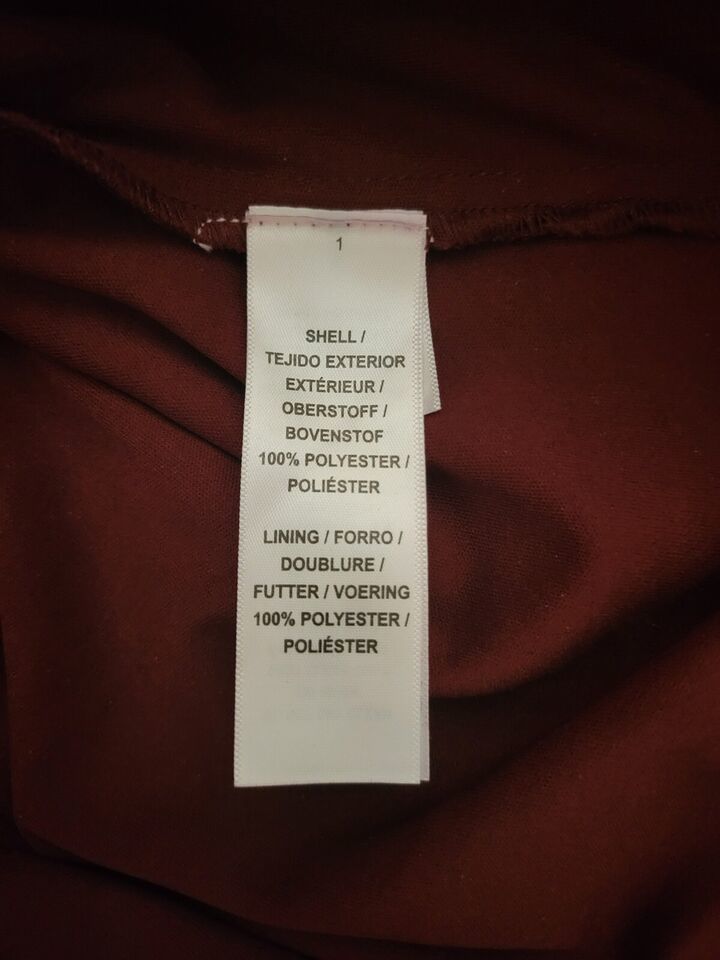 1
SHELL /
TEJIDO EXTERIOR
EXTÉRIEUR /
OBERSTOFF /
BOVENSTOF
100% POLYESTER /
POLIÉSTER
LINING / FORRO /
DOUBLURE /
FUTTER / VOERING
100% POLYESTER /
POLIÉSTER